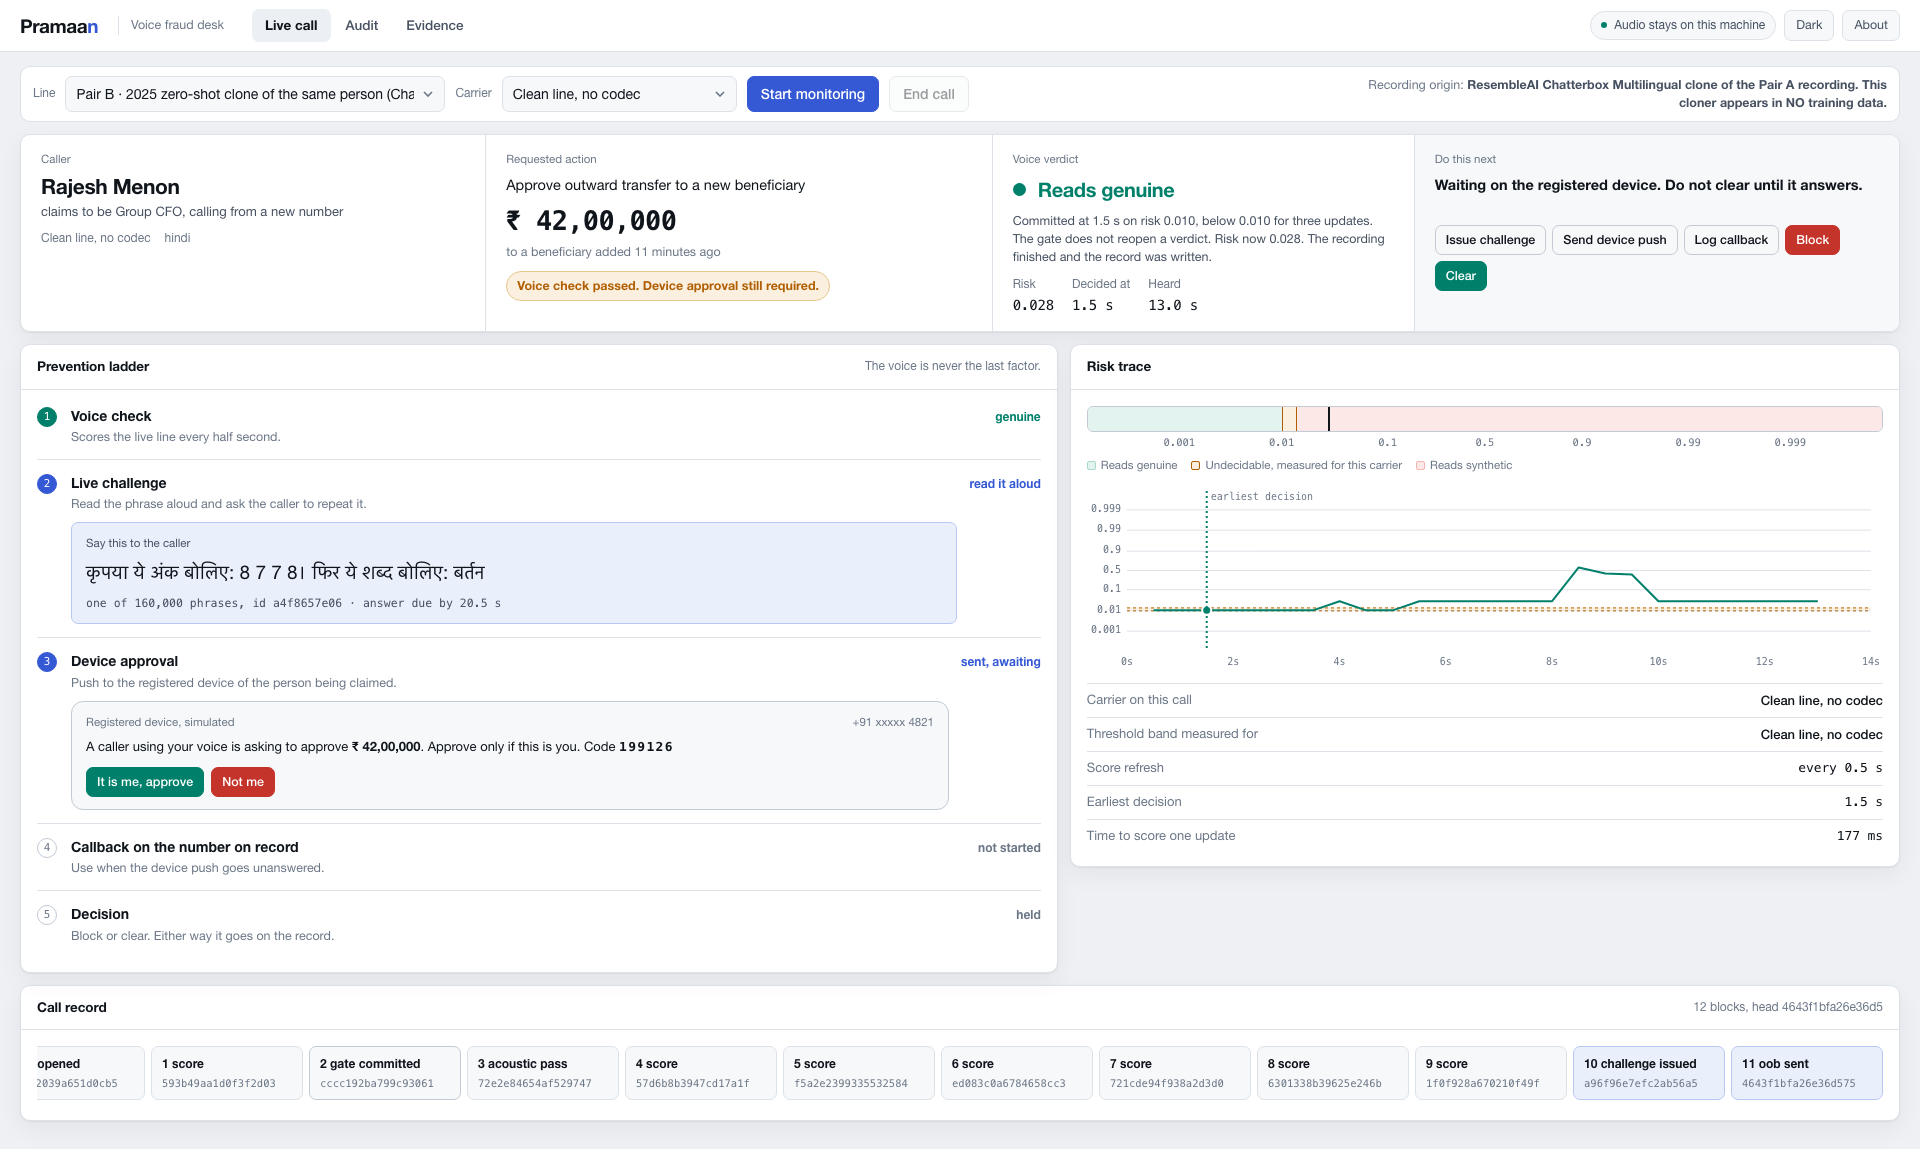 Pramaan
Voice fraud desk
Live call
Audit
Evidence
Audio stays on this machine
Dark
About
Line
Pair B · 2025 zero-shot clone of the same person (Cha
Carrier
Clean line, no codec
Start monitoring
End call
Recording origin: ResembleAI Chatterbox Multilingual clone of the Pair A recording. This
cloner appears in NO training data.
Caller
Rajesh Menon
claims to be Group CFO, calling from a new number
Clean line, no codec hindi
Requested action
Approve outward transfer to a new beneficiary
₹ 42,00,000
to a beneficiary added 11 minutes ago
Voice check passed. Device approval still required.
Voice verdict
Reads genuine
Committed at 1.5 s on risk 0.010, below 0.010 for three updates.
The gate does not reopen a verdict. Risk now 0.028. The recording
finished and the record was written.
Risk Decided at Heard
0.028 1.5 s 13.0 s
Do this next
Waiting on the registered device. Do not clear until it answers.
Issue challenge
Send device push
Log callback
Block
Clear
Prevention ladder
The voice is never the last factor.
1 Voice check genuine
Scores the live line every half second.
2 Live challenge read it aloud
Read the phrase aloud and ask the caller to repeat it.
Say this to the caller
कृपया ये अंक बोलिए: 8 7 7 8। फिर ये शब्द बोलिए: बर्तन
one of 160,000 phrases, id a4f8657e06 · answer due by 20.5 s
3 Device approval sent, awaiting
Push to the registered device of the person being claimed.
Registered device, simulated +91 xxxxx 4821
A caller using your voice is asking to approve ₹ 42,00,000. Approve only if this is you. Code 199126
It is me, approve
Not me
4 Callback on the number on record not started
Use when the device push goes unanswered.
5 Decision held
Block or clear. Either way it goes on the record.
Risk trace
0.001 0.01 0.1 0.5 0.9 0.99 0.999
Reads genuine Undecidable, measured for this carrier Reads synthetic
earliest decision
0.999
0.99
0.9
0.5
0.1
0.01
0.001
0s 2s 4s 6s 8s 10s 12s 14s
Carrier on this call Clean line, no codec
Threshold band measured for Clean line, no codec
Score refresh every 0.5 s
Earliest decision 1.5 s
Time to score one update 177 ms
Call record
12 blocks, head 4643f1bfa26e36d5
opened
2039a651d0cb5
1 score
593b49aa1d0f3f2d03
2 gate committed
cccc192ba799c93061
3 acoustic pass
72e2e84654af529747
4 score
57d6b8b3947cd17a1f
5 score
f5a2e2399335532584
6 score
ed083c0a6784658cc3
7 score
721cde94f938a2d3d0
8 score
6301338b39625e246b
9 score
1f0f928a670210f49f
10 challenge issued
a96f96e7efc2ab56a5
11 oob sent
4643f1bfa26e36d575